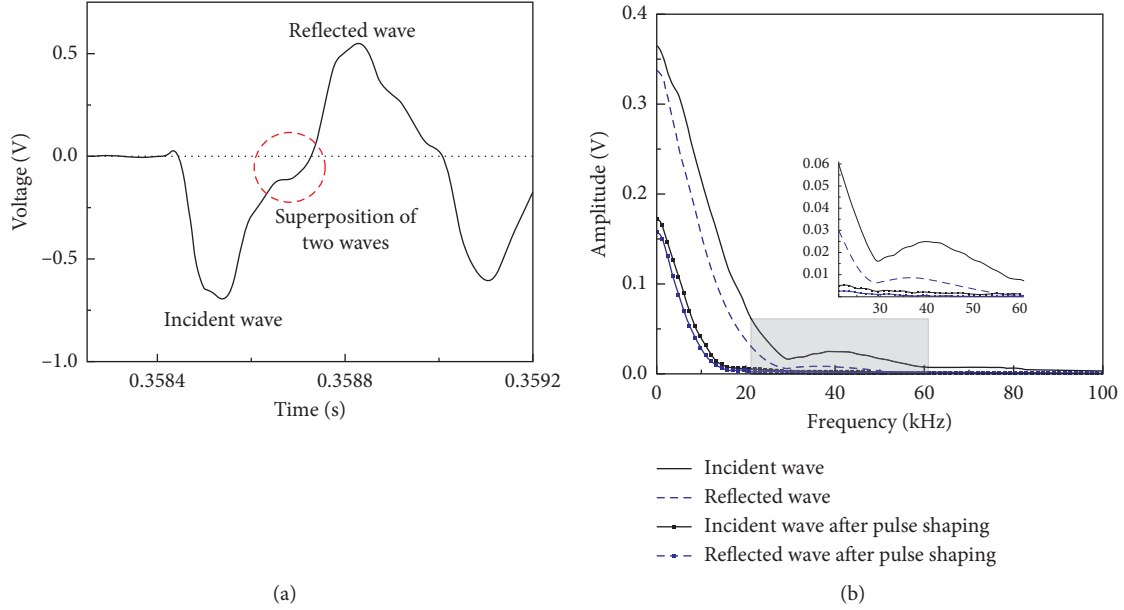 Reflected wave
0.5
0.0
−0.5
−1.0
Voltage (V)
Superposition of
two waves
Incident wave
0.3584
0.3588
0.3592
Time (s)
(a)
0.4
0.3
0.2
0.1
0.0
Amplitude (V)
0.06
0.05
0.04
0.03
0.02
0.01
30
40
50
60
0
20
40
60
80
100
Frequency (kHz)
Incident wave
Reflected wave
Incident wave after pulse shaping
Reflected wave after pulse shaping
(b)